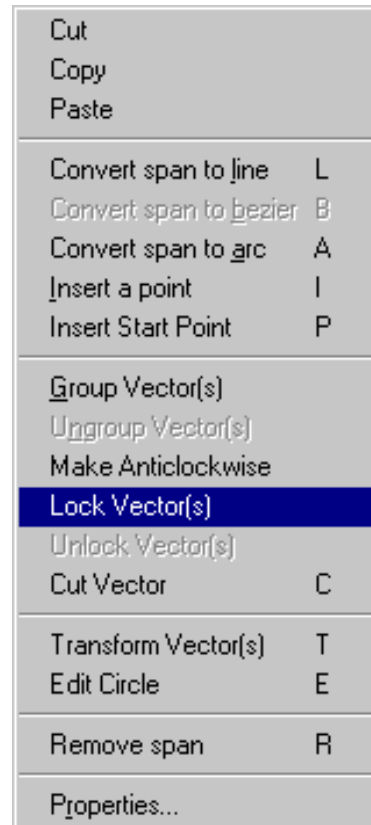 Cut
Copy
Paste
Convert span to line L
Convert span to bezier B
Convert span to arc A
Insert a point I
Insert Start Point P
Group Vector(s)
Ungroup Vector(s)
Make Anticlockwise
Lock Vector(s)
Unlock Vector(s)
Cut Vector C
Transform Vector(s) T
Edit Circle E
Remove span R
Properties...